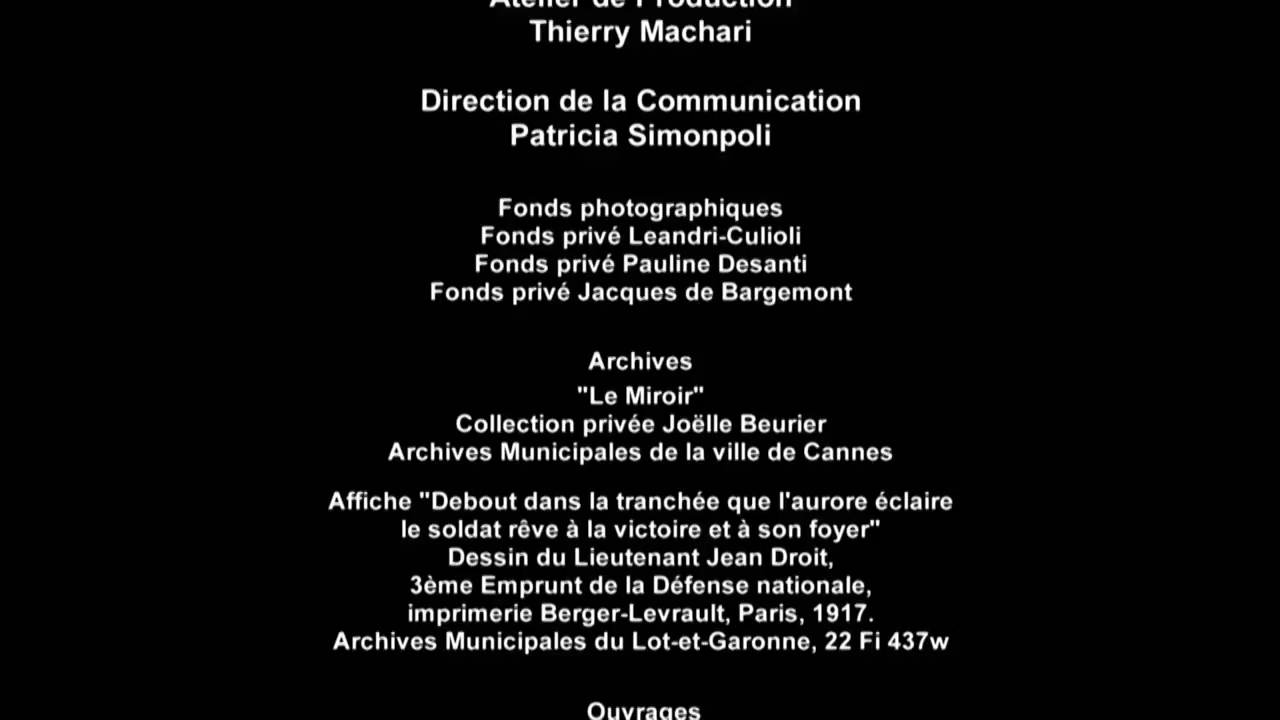 Atelier de Production
Thierry Machari
Direction de la Communication
Patricia Simonpoli
Fonds photographiques
Fonds privé Leandri-Culioli
Fonds privé Pauline Desanti
Fonds privé Jacques de Bargemont
Archives
"Le Miroir"
Collection privée Joëlle Beurier
Archives Municipales de la ville de Cannes
Affiche "Debout dans la tranchée que l'aurore éclaire
le soldat rêve à la victoire et à son foyer"
Dessin du Lieutenant Jean Droit,
3ème Emprunt de la Défense nationale,
imprimerie Berger-Levrault, Paris, 1917.
Archives Municipales du Lot-et-Garonne, 22 Fi 437w
Ouvrages